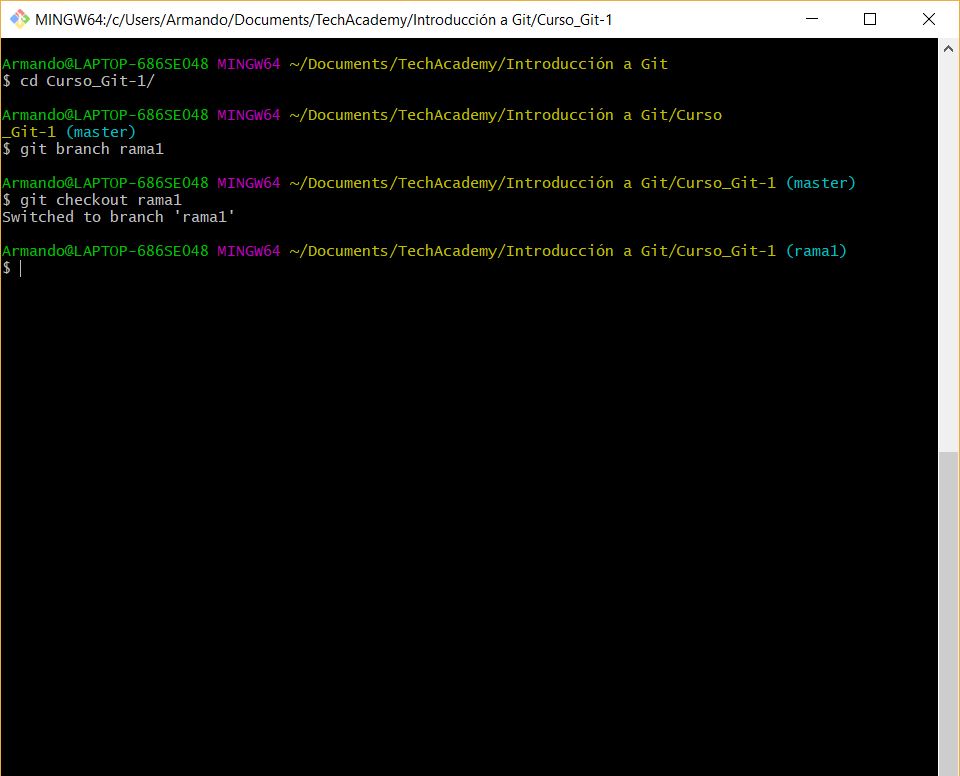 MINGW64:/c/Users/Armando/Documents/TechAcademy/Introducción a Git/Curso_Git-1
Armando@LAPTOP-686SE048 MINGW64 ~/Documents/TechAcademy/Introducción a Git
$ cd Curso_Git-1/
Armando@LAPTOP-686SE048 MINGW64 ~/Documents/TechAcademy/Introducción a Git/Curso
_Git-1 (master)
$ git branch rama1
Armando@LAPTOP-686SE048 MINGW64 ~/Documents/TechAcademy/Introducción a Git/Curso_Git-1 (master)
$ git checkout rama1
Switched to branch 'rama1'
Armando@LAPTOP-686SE048 MINGW64 ~/Documents/TechAcademy/Introducción a Git/Curso_Git-1 (rama1)
$